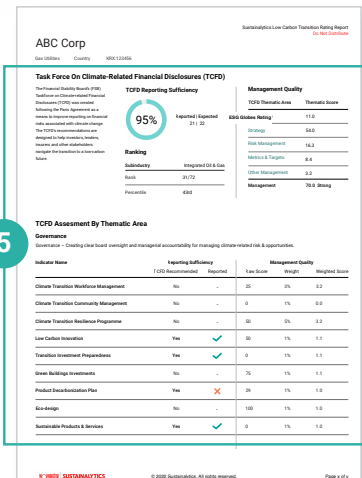 Sustainalytics Low Carbon Transition Rating Report
Do Not Distribute
ABC Corp
Gas Utilities Country XRX:123456
Task Force On Climate-Related Financial Disclosures (TCFD)
The Financial Stability Board's (FSB)
Taskforce on Climate-related Financial
Disclosures (TCFD) was created
following the Paris Agreement as a
means to improve reporting on financial
risks associated with climate change.
The TCFD's recommendations are
designed to help investors, lenders,
insurers and other stakeholders
navigate the transition to a low-carbon
future.
TCFD Reporting Sufficiency
95%
Reported | Expected
21 | 22
Ranking
Subindustry Integrated Oil & Gas
Rank 31/72
Percentile 43rd
Management Quality
TCFD Thematic Area Thematic Score
ESG Globes Rating 11.0
Strategy 54.0
Risk Management 16.3
Metrics & Targets 8.4
Other Management 3.2
Management 70.0 Strong
5
TCFD Assesment By Thematic Area
Governance
Governance – Creating clear board oversight and managerial accountability for managing climate-related risk & opportunities.
Indicator Name Reporting Sufficiency Management Quality
TCFD Recommended Reported Raw Score Weight Weighted Score
Climate Transition Workforce Management No - 25 3% 3.2
Climate Transition Community Management No - 0 1% 0.0
Climate Transition Resilience Programme No - 50 5% 3.2
Low Carbon Innovation Yes ✓ 50 1% 1.1
Transition Investment Preparedness Yes ✓ 0 1% 1.1
Green Buildings Investments No - 75 1% 1.1
Product Decarbonization Plan Yes ✕ 29 1% 1.0
Eco-design No - 100 1% 1.0
Sustainable Products & Services Yes ✓ 0 1% 1.0
SUSTAINALYTICS
© 2022 Sustainalytics. All rights reserved.
Page x of y